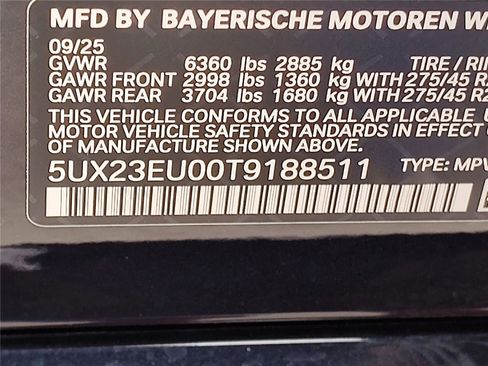 MFD BY BAYERISCHE MOTOREN W
09/25
GVWR 6360 lbs 2885 kg TIRE / RI
GAWR FRONT 2998 lbs 1360 kg WITH 275/45 R
GAWR REAR 3704 lbs 1680 kg WITH 275/45 R2
THIS VEHICLE CONFORMS TO ALL APPLICABLE
MOTOR VEHICLE SAFETY STANDARDS IN EFFECT
OF MANUFACTURE SHOWN ABOVE.
5UX23EU00T9188511 TYPE: MPV